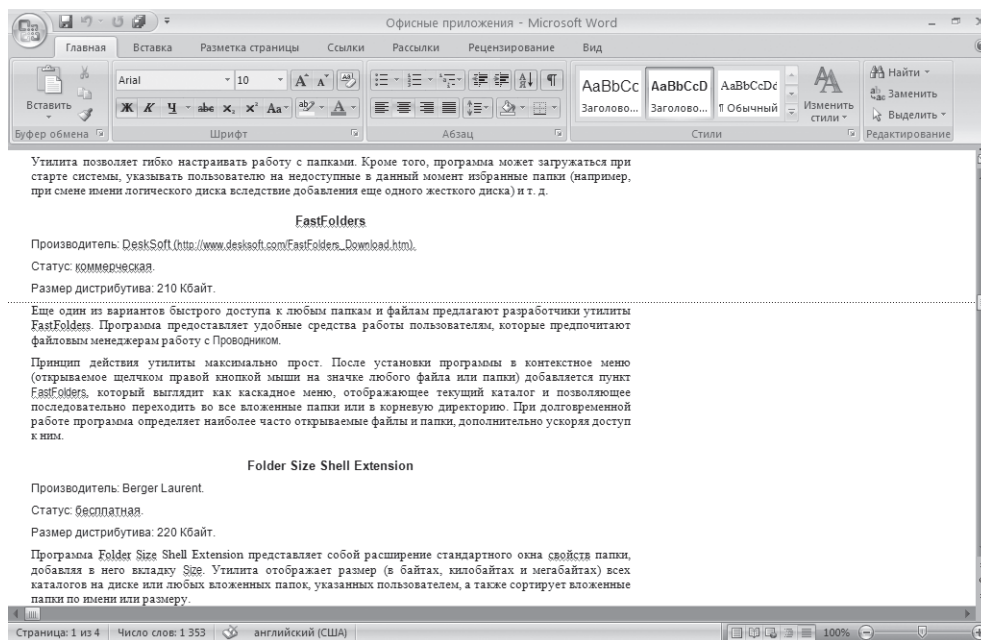 Офисные приложения - Microsoft Word
Главная Вставка Разметка страницы Ссылки Рассылки Рецензирование Вид
Вставить
Буфер обмена
Arial 10
Ж К Ч abc x₂ x² Aa
Шрифт
Абзац
AaBbCc AaBbCcD AaBbCcDc
Заголово... Заголово... ¶ Обычный
Изменить стили
Стили
Найти
Заменить
Выделить
Редактирование
Утилита позволяет гибко настраивать работу с папками. Кроме того, программа может загружаться при
старте системы, указывать пользователю на недоступные в данный момент избранные папки (например,
при смене имени логического диска вследствие добавления еще одного жесткого диска) и т. д.
FastFolders
Производитель: DeskSoft (http://www.desksoft.com/FastFolders_Download.htm).
Статус: коммерческая.
Размер дистрибутива: 210 Кбайт.
Еще один из вариантов быстрого доступа к любым папкам и файлам предлагают разработчики утилиты
FastFolders. Программа предоставляет удобные средства работы пользователям, которые предпочитают
файловым менеджерам работу с Проводником.
Принцип действия утилиты максимально прост. После установки программы в контекстное меню
(открываемое щелчком правой кнопкой мыши на значке любого файла или папки) добавляется пункт
FastFolders, который выглядит как каскадное меню, отображающее текущий каталог и позволяющее
последовательно переходить во все вложенные папки или в корневую директорию. При долговременной
работе программа определяет наиболее часто открываемые файлы и папки, дополнительно ускоряя доступ
к ним.
Folder Size Shell Extension
Производитель: Berger Laurent.
Статус: бесплатная.
Размер дистрибутива: 220 Кбайт.
Программа Folder Size Shell Extension представляет собой расширение стандартного окна свойств папки,
добавляя в него вкладку Size. Утилита отображает размер (в байтах, килобайтах и мегабайтах) всех
каталогов на диске или любых вложенных папок, указанных пользователем, а также сортирует вложенные
папки по имени или размеру.
Страница: 1 из 4 Число слов: 1 353 английский (США) 100%